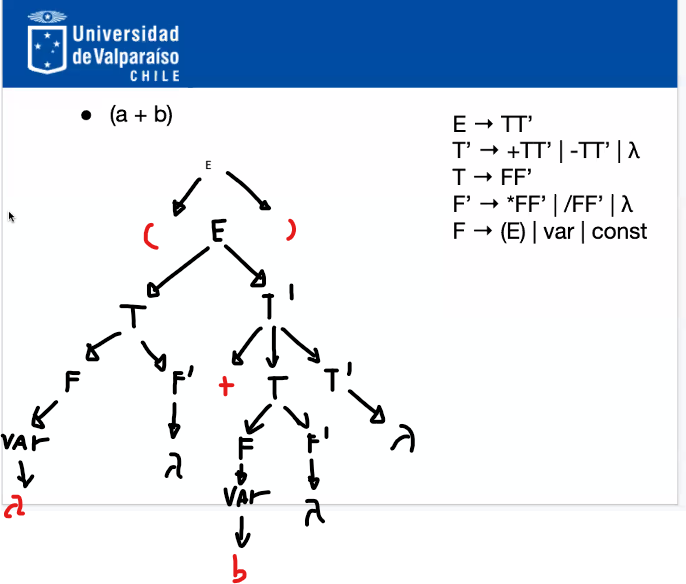 Universidad
de Valparaíso
CHILE
• (a + b)
E → TT’
T’ → +TT’ | -TT’ | λ
T → FF’
F’ → *FF’ | /FF’ | λ
F → (E) | var | const
E
( E )
T T'
F F' + T T'
VAr λ F F' λ
λ VAr λ
b